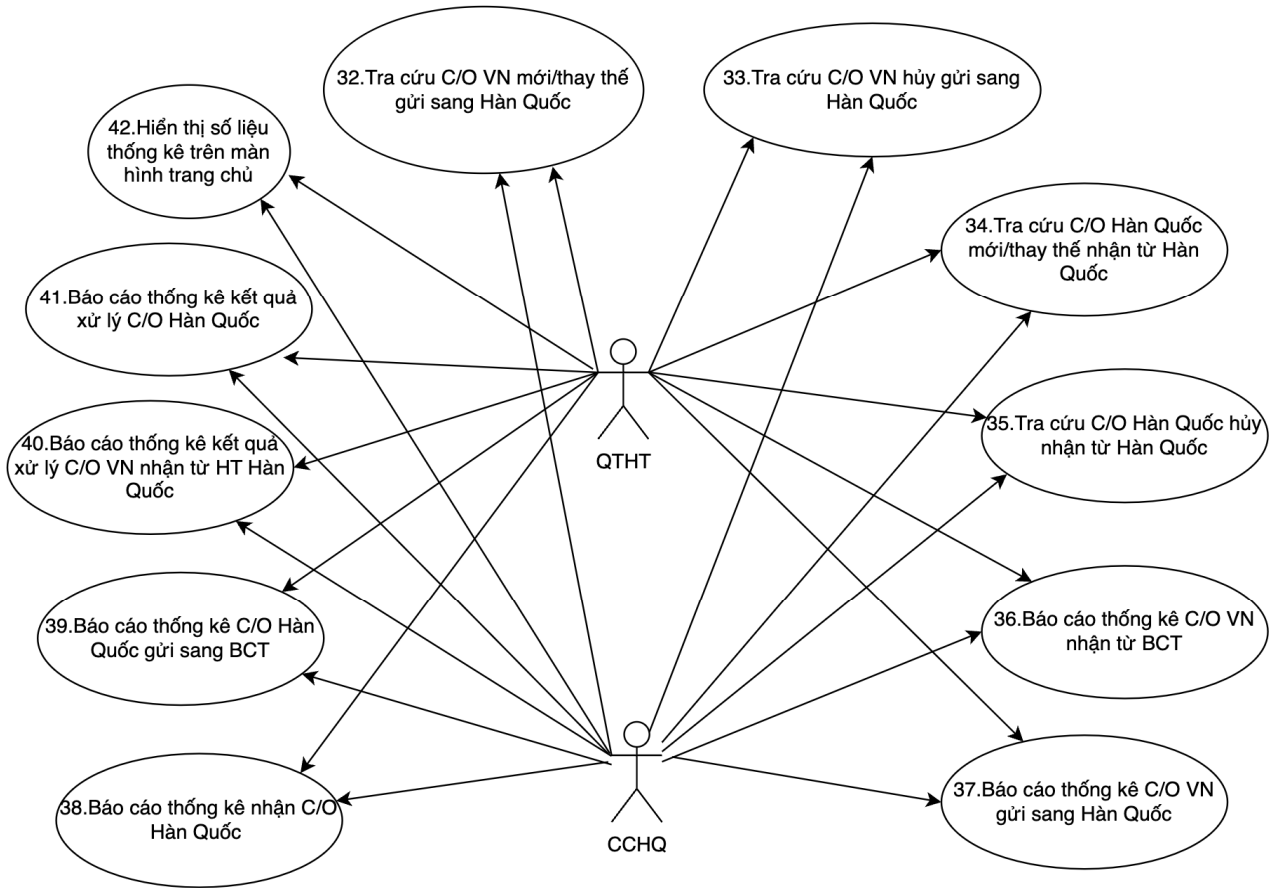 32.Tra cứu C/O VN mới/thay thế
gửi sang Hàn Quốc
33.Tra cứu C/O VN hủy gửi sang
Hàn Quốc
42.Hiển thị số liệu
thống kê trên màn
hình trang chủ
34.Tra cứu C/O Hàn Quốc
mới/thay thế nhận từ Hàn
Quốc
41.Báo cáo thống kê kết quả
xử lý C/O Hàn Quốc
35.Tra cứu C/O Hàn Quốc hủy
nhận từ Hàn Quốc
40.Báo cáo thống kê kết quả
xử lý C/O VN nhận từ HT Hàn
Quốc
QTHT
39.Báo cáo thống kê C/O Hàn
Quốc gửi sang BCT
36.Báo cáo thống kê C/O VN
nhận từ BCT
38.Báo cáo thống kê nhận C/O
Hàn Quốc
37.Báo cáo thống kê C/O VN
gửi sang Hàn Quốc
CCHQ